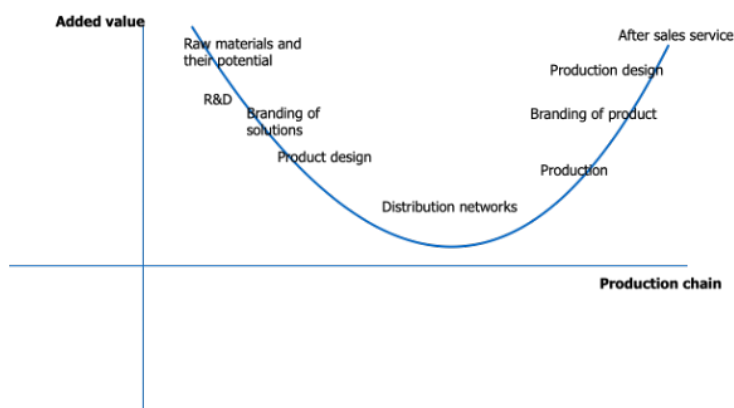 Added value
After sales service
Raw materials and
their potential
Production design
R&D
Branding of
solutions
Branding of product
Product design
Production
Distribution networks
Production chain